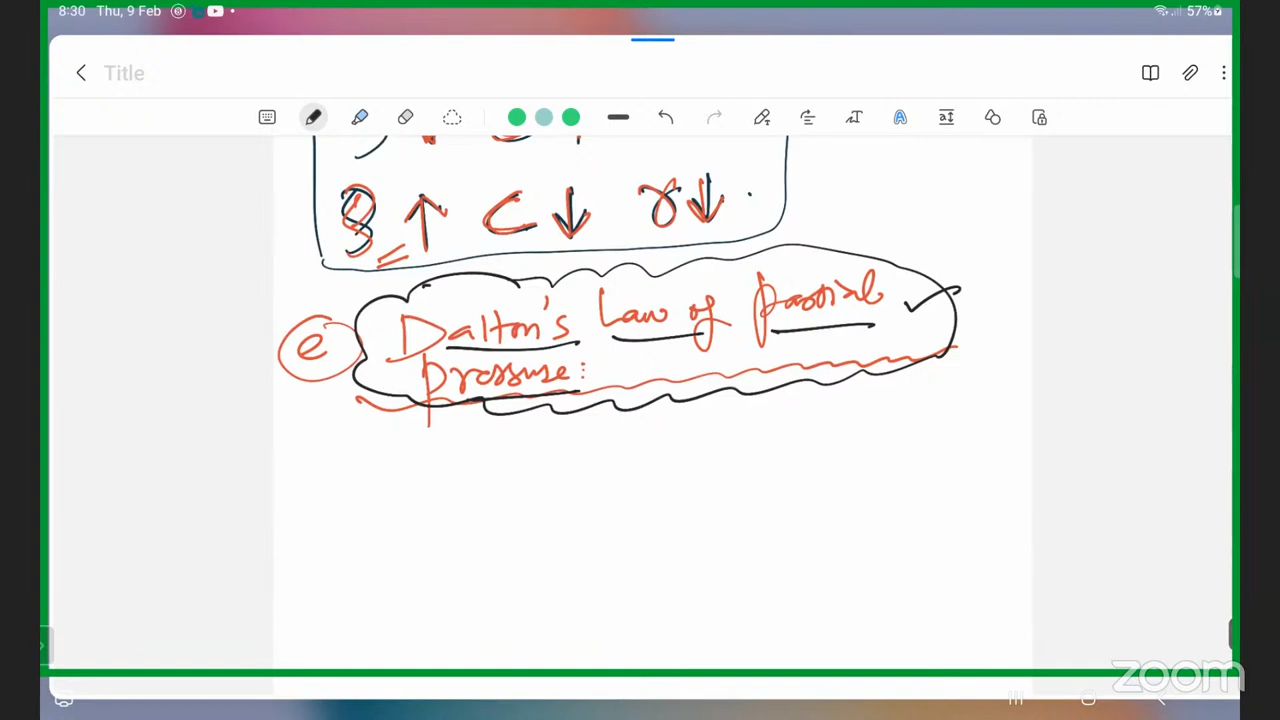 8:30 Thu, 9 Feb
57%
Title
↑ C ↓ γ ↓
e Dalton's Law of partial
pressure:
zoom